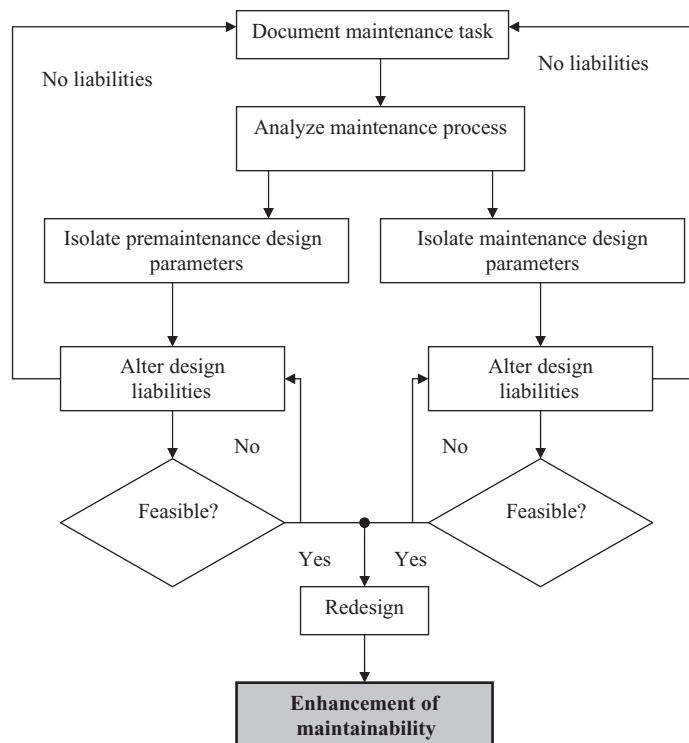 Document maintenance task
No liabilities
No liabilities
Analyze maintenance process
Isolate premaintenance design
parameters
Isolate maintenance design
parameters
Alter design
liabilities
Alter design
liabilities
No
No
Feasible?
Feasible?
Yes
Yes
Redesign
Enhancement of
maintainability